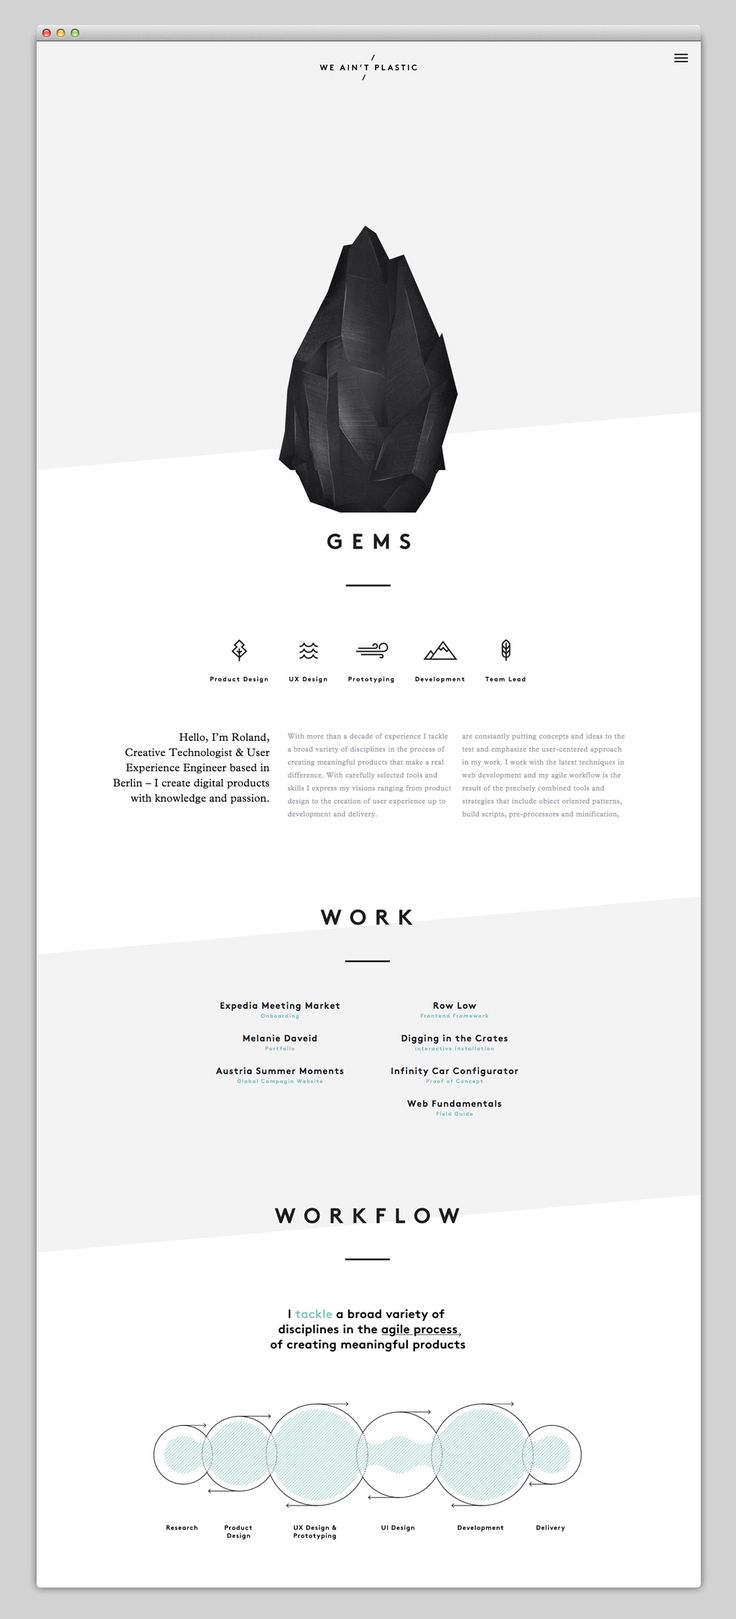 WE AIN'T PLASTIC
GEMS
Product Design
UX Design
Prototyping
Development
Team Lead
Hello, I'm Roland,
Creative Technologist & User
Experience Engineer based in
Berlin – I create digital products
with knowledge and passion.
With more than a decade of experience I tackle
a broad variety of disciplines in the process of
creating meaningful products that make a real
difference. With carefully selected tools and
skills I express my visions ranging from product
design to the creation of user experience up to
development and delivery.
are constantly putting concepts and ideas to the
test and emphasize the user-centered approach
in my work. I work with the latest techniques in
web development and my agile workflow is the
result of the precisely combined tools and
strategies that include object oriented patterns,
build scripts, pre-processors and minification,
WORK
Expedia Meeting Market
Onboarding
Melanie Daveid
Portfolio
Austria Summer Moments
Global Campagin Website
Row Low
Frontend Framework
Digging in the Crates
Interactive Installation
Infinity Car Configurator
Proof of Concept
Web Fundamentals
Field Guide
WORKFLOW
I tackle a broad variety of
disciplines in the agile process
of creating meaningful products
Research
Product
Design
UX Design &
Prototyping
UI Design
Development
Delivery